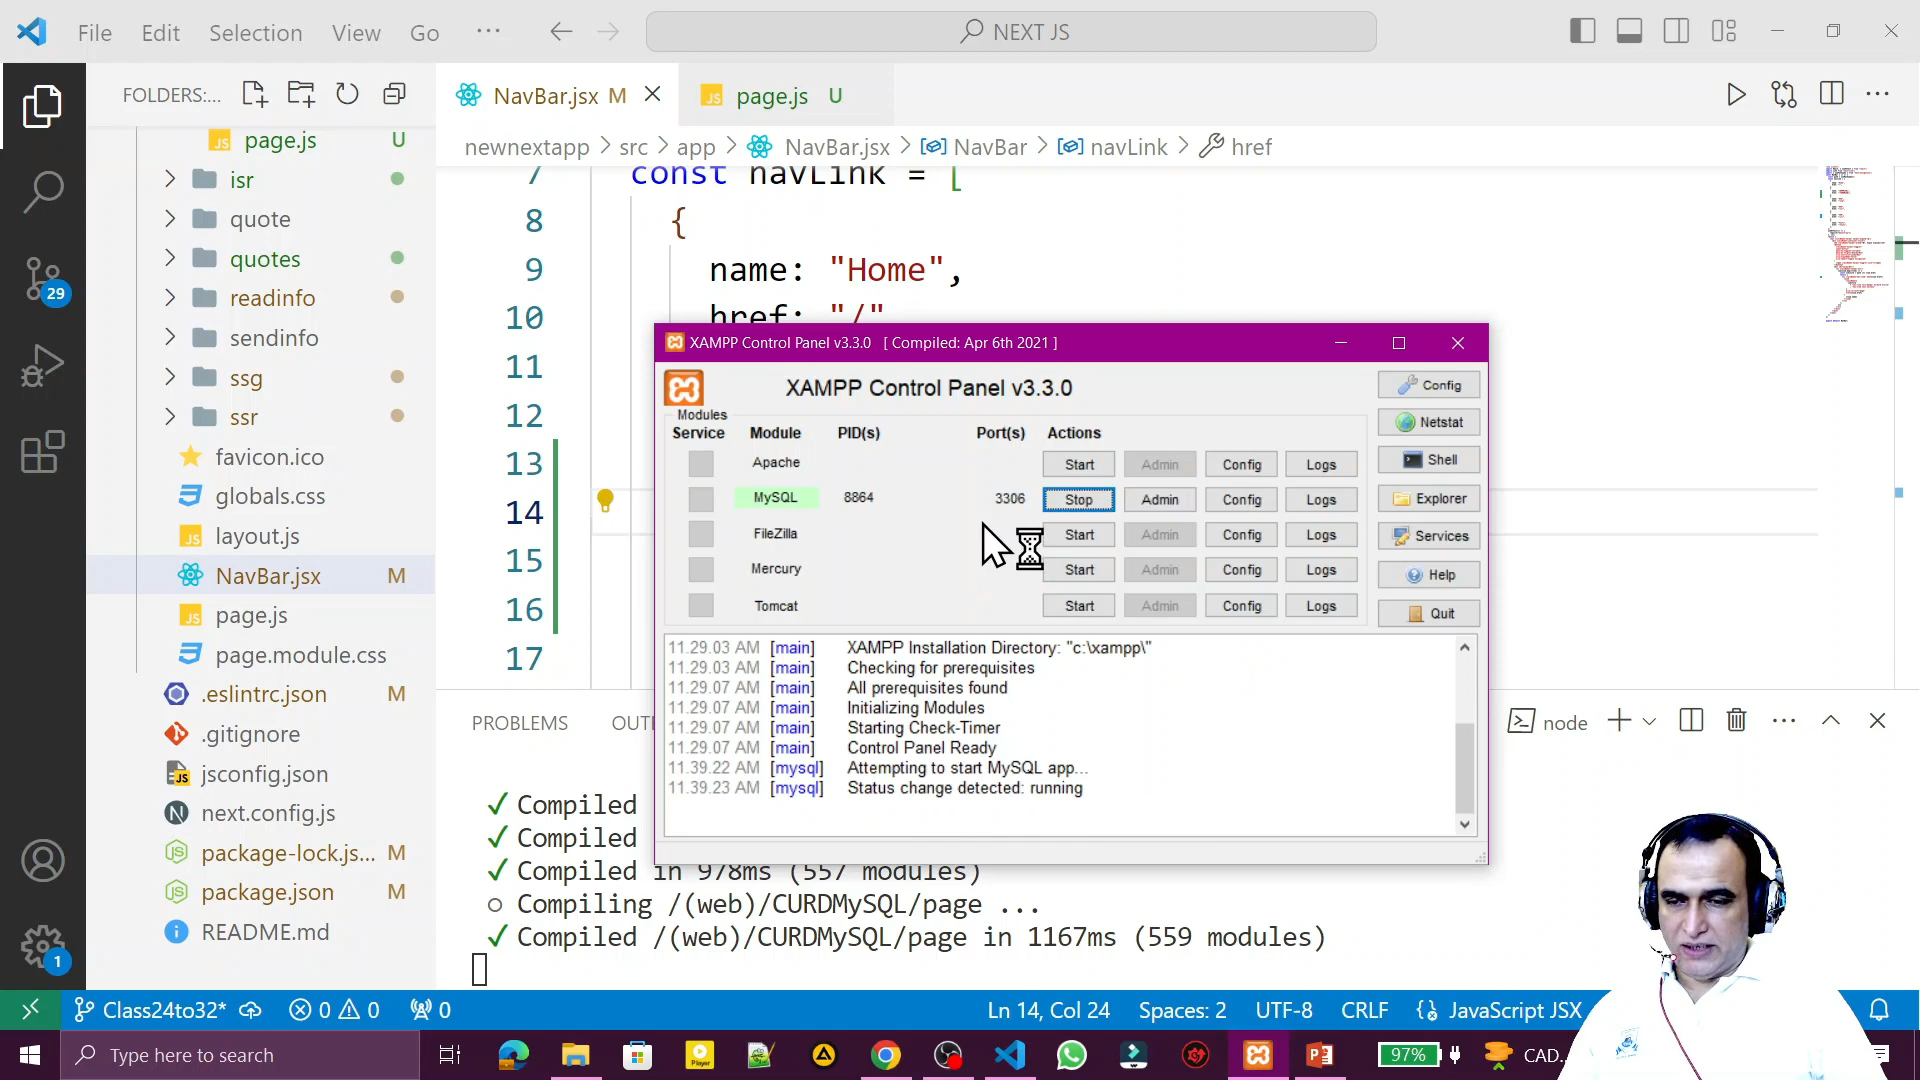 File Edit Selection View Go ...
NEXT JS
FOLDERS:...
NavBar.jsx M
page.js U
newnextapp > src > app > NavBar.jsx > NavBar > navLink > href
page.js U
isr
quote
quotes
readinfo
sendinfo
ssg
ssr
favicon.ico
globals.css
layout.js
NavBar.jsx M
page.js
page.module.css
.eslintrc.json M
.gitignore
jsconfig.json
next.config.js
package-lock.js... M
package.json M
README.md
29
1
7 const navLink = [
8 {
9 name: "Home",
10 href: "/"
11
12
13
14
15
16
17
XAMPP Control Panel v3.3.0 [ Compiled: Apr 6th 2021 ]
XAMPP Control Panel v3.3.0
Modules
Service Module PID(s) Port(s) Actions
Apache Start Admin Config Logs
MySQL 8864 3306 Stop Admin Config Logs
FileZilla Start Admin Config Logs
Mercury Start Admin Config Logs
Tomcat Start Admin Config Logs
Config
Netstat
Shell
Explorer
Services
Help
Quit
11.29.03 AM [main] XAMPP Installation Directory: "c:\xampp\"
11.29.03 AM [main] Checking for prerequisites
11.29.07 AM [main] All prerequisites found
11.29.07 AM [main] Initializing Modules
11.29.07 AM [main] Starting Check-Timer
11.29.07 AM [main] Control Panel Ready
11.39.22 AM [mysql] Attempting to start MySQL app...
11.39.23 AM [mysql] Status change detected: running
PROBLEMS OUT
node
✓ Compiled
✓ Compiled
✓ Compiled in 978ms (557 modules)
○ Compiling /(web)/CURDMySQL/page ...
✓ Compiled /(web)/CURDMySQL/page in 1167ms (559 modules)
Class24to32* 0 0 0
Ln 14, Col 24 Spaces: 2 UTF-8 CRLF JavaScript JSX
Type here to search
Player
97%
CAD...